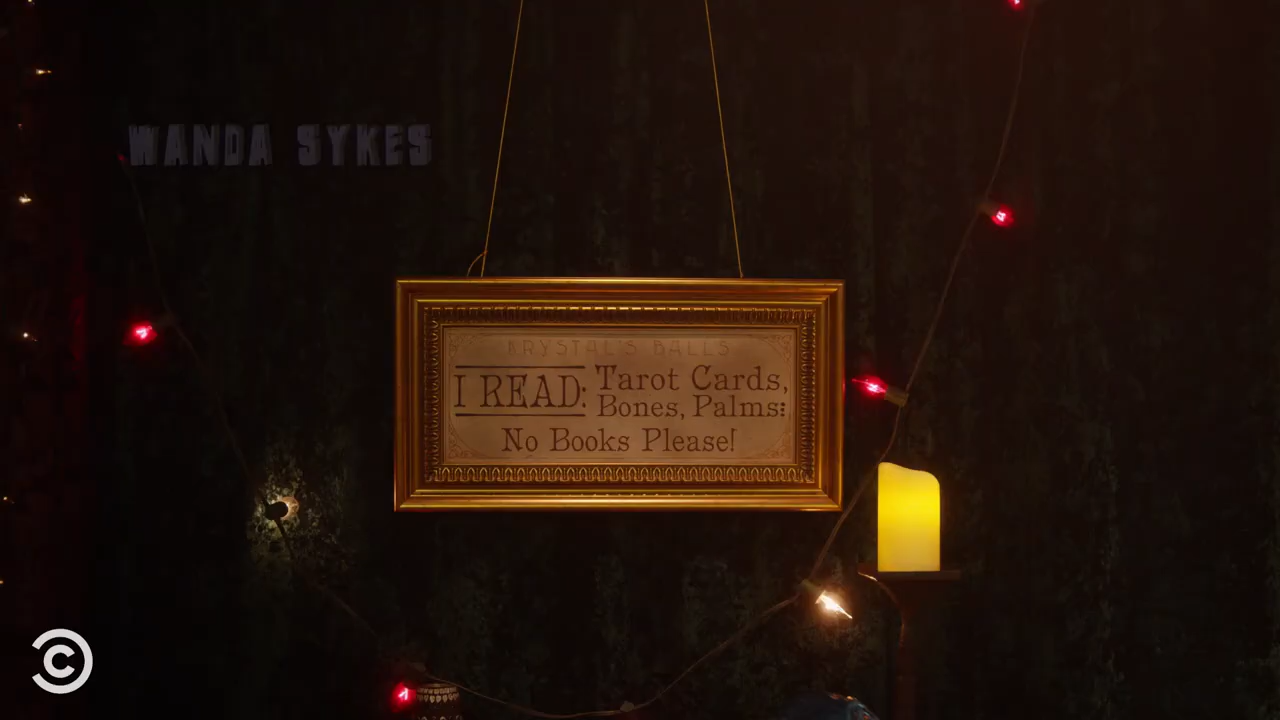 WANDA SYKES
KRYSTAL'S BALLS
I READ: Tarot Cards,
Bones, Palms:
No Books Please!